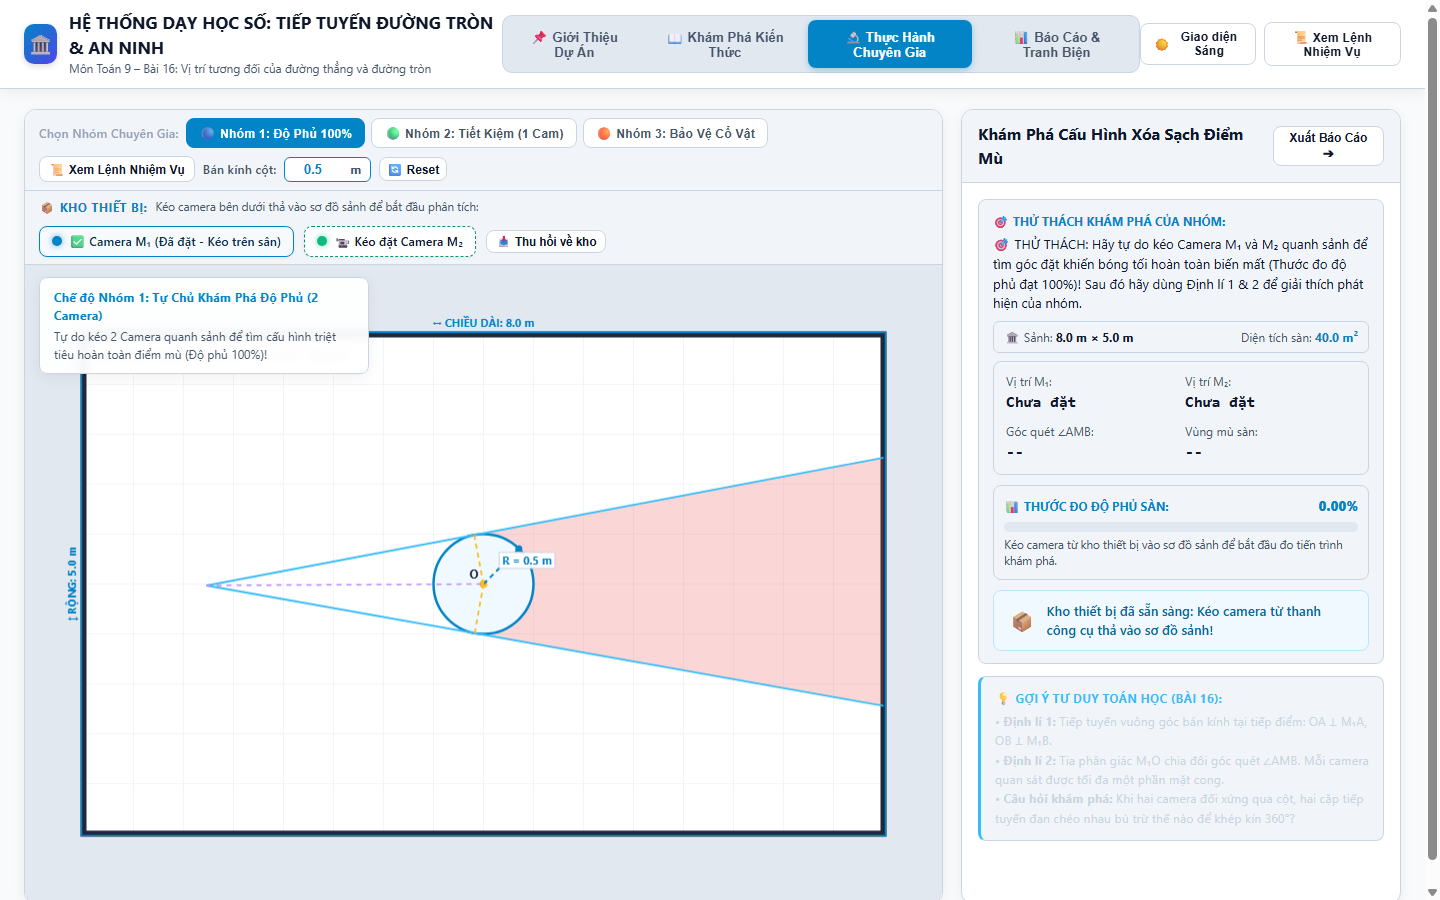 HỆ THỐNG DẠY HỌC SỐ: TIẾP TUYẾN ĐƯỜNG TRÒN
& AN NINH
Môn Toán 9 – Bài 16: Vị trí tương đối của đường thẳng và đường tròn
Giới Thiệu
Dự Án
Khám Phá Kiến
Thức
Thực Hành
Chuyên Gia
Báo Cáo &
Tranh Biện
Giao diện
Sáng
Xem Lệnh
Nhiệm Vụ
Chọn Nhóm Chuyên Gia:
Nhóm 1: Độ Phủ 100%
Nhóm 2: Tiết Kiệm (1 Cam)
Nhóm 3: Bảo Vệ Cổ Vật
Xem Lệnh Nhiệm Vụ
Bán kính cột:
0.5 m
Reset
KHO THIẾT BỊ: Kéo camera bên dưới thả vào sơ đồ sảnh để bắt đầu phân tích:
Camera M₁ (Đã đặt - Kéo trên sân)
Kéo đặt Camera M₂
Thu hồi về kho
Chế độ Nhóm 1: Tự Chủ Khám Phá Độ Phủ (2
Camera)
Tự do kéo 2 Camera quanh sảnh để tìm cấu hình triệt
tiêu hoàn toàn điểm mù (Độ phủ 100%)!
↔ CHIỀU DÀI: 8.0 m
↕ RỘNG: 5.0 m
O
R = 0.5 m
Khám Phá Cấu Hình Xóa Sạch Điểm
Mù
Xuất Báo Cáo
→
THỬ THÁCH KHÁM PHÁ CỦA NHÓM:
THỬ THÁCH: Hãy tự do kéo Camera M₁ và M₂ quanh sảnh để
tìm góc đặt khiến bóng tối hoàn toàn biến mất (Thước đo độ
phủ đạt 100%)! Sau đó hãy dùng Định lí 1 & 2 để giải thích phát
hiện của nhóm.
Sảnh: 8.0 m × 5.0 m
Diện tích sàn: 40.0 m²
Vị trí M₁:
Chưa đặt
Vị trí M₂:
Chưa đặt
Góc quét ∠AMB:
--
Vùng mù sàn:
--
THƯỚC ĐO ĐỘ PHỦ SÀN:
0.00%
Kéo camera từ kho thiết bị vào sơ đồ sảnh để bắt đầu đo tiến trình
khám phá.
Kho thiết bị đã sẵn sàng: Kéo camera từ thanh
công cụ thả vào sơ đồ sảnh!
GỢI Ý TƯ DUY TOÁN HỌC (BÀI 16):
• Định lí 1: Tiếp tuyến vuông góc bán kính tại tiếp điểm: OA ⊥ M₁A,
OB ⊥ M₁B.
• Định lí 2: Tia phân giác M₁O chia đôi góc quét ∠AMB. Mỗi camera
quan sát được tối đa một phần mặt cong.
• Câu hỏi khám phá: Khi hai camera đối xứng qua cột, hai cặp tiếp
tuyến đan chéo nhau bù trừ thế nào để khép kín 360°?